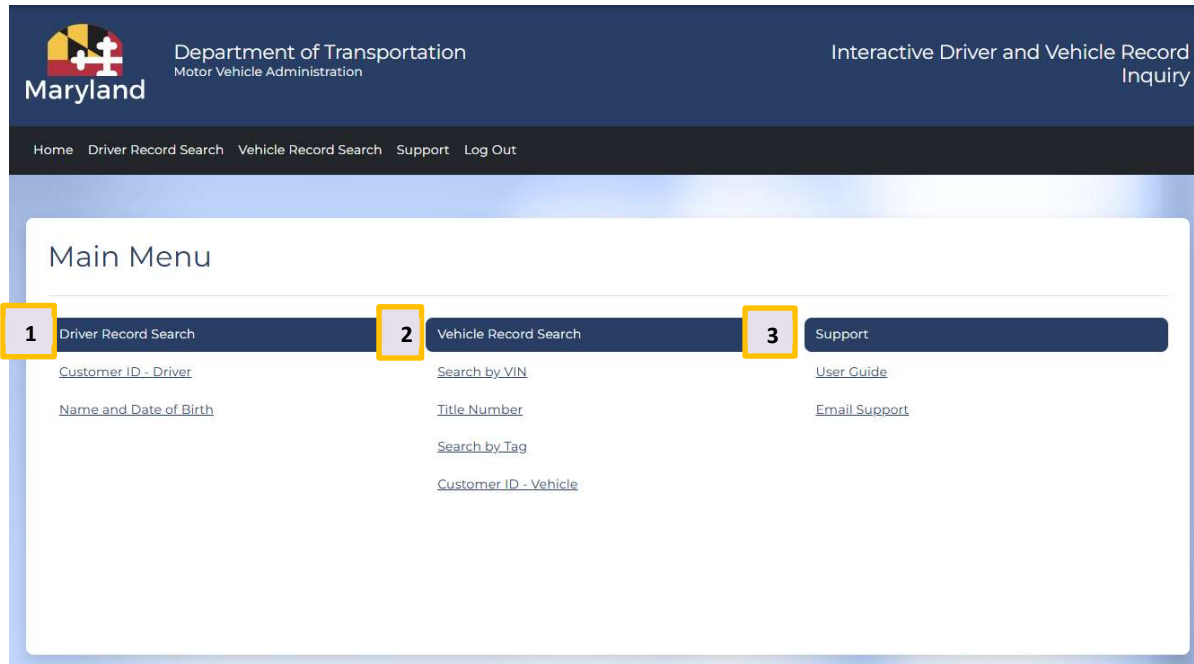 Maryland
Department of Transportation
Motor Vehicle Administration
Interactive Driver and Vehicle Record
Inquiry
Home Driver Record Search Vehicle Record Search Support Log Out
Main Menu
1 Driver Record Search
Customer ID - Driver
Name and Date of Birth
2 Vehicle Record Search
Search by VIN
Title Number
Search by Tag
Customer ID - Vehicle
3 Support
User Guide
Email Support